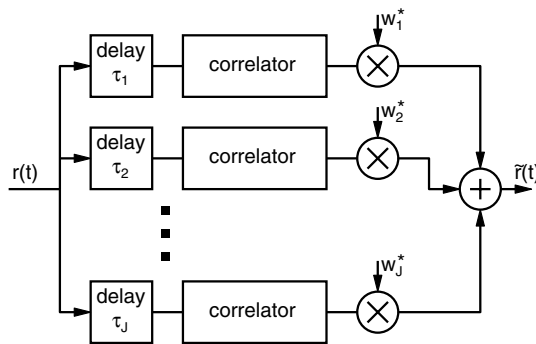 delay
τ₁
correlator
w₁*
delay
τ₂
correlator
w₂*
r(t)
r̃(t)
delay
τ_J
correlator
w_J*